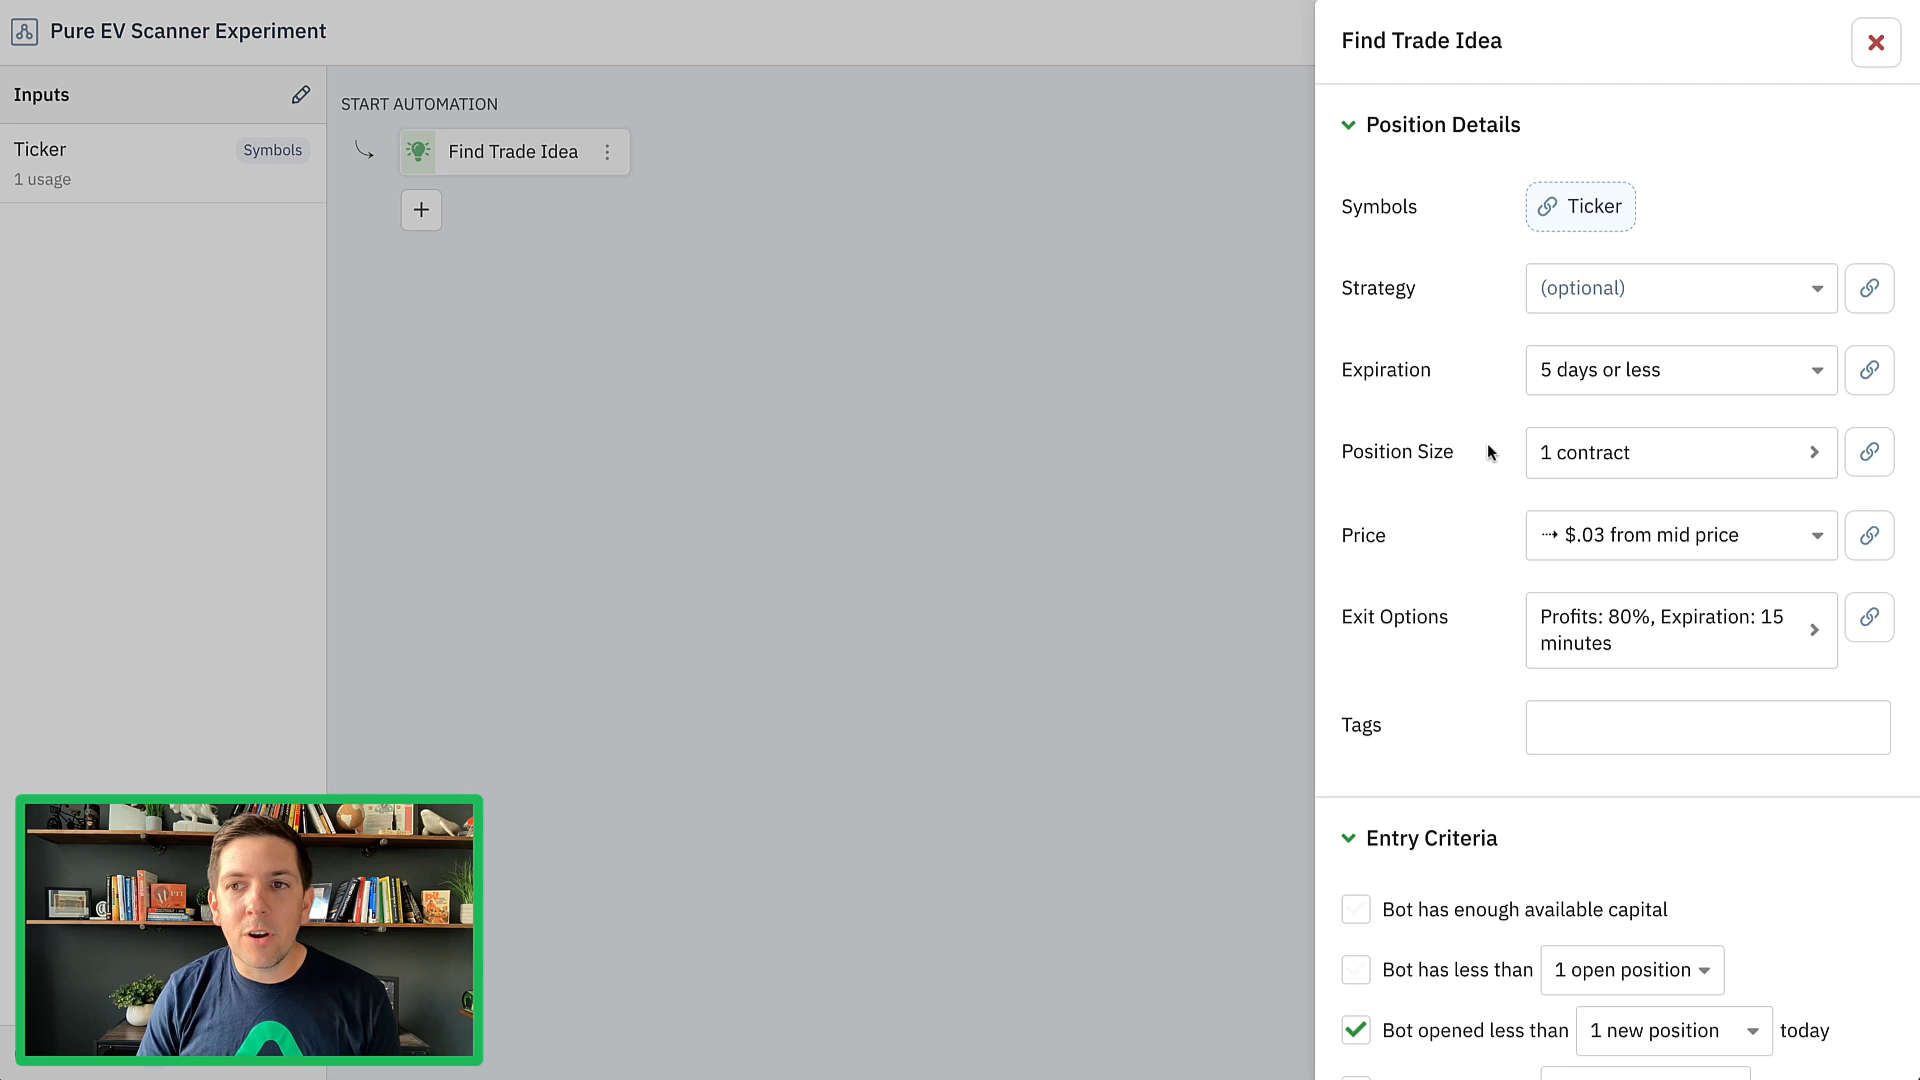 Pure EV Scanner Experiment
Inputs
Ticker
Symbols
1 usage
START AUTOMATION
Find Trade Idea
Find Trade Idea
Position Details
Symbols
Ticker
Strategy
(optional)
Expiration
5 days or less
Position Size
1 contract
Price
⇢ $.03 from mid price
Exit Options
Profits: 80%, Expiration: 15
minutes
Tags
Entry Criteria
Bot has enough available capital
Bot has less than 1 open position
Bot opened less than 1 new position today